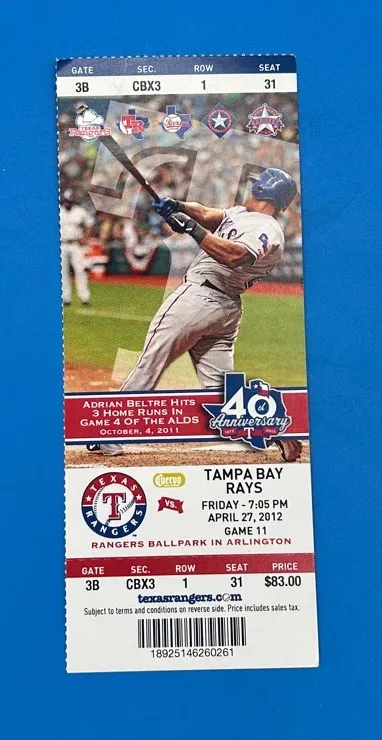 GATE SEC. ROW SEAT
3B CBX3 1 31
Rangers
ADRIAN BELTRE HITS
3 HOME RUNS IN
GAME 4 OF THE ALDS
OCTOBER, 4, 2011
40th
Anniversary
TEXAS
RANGERS
T
Cuervo
VS.
TAMPA BAY
RAYS
FRIDAY - 7:05 PM
APRIL 27, 2012
GAME 11
RANGERS BALLPARK IN ARLINGTON
GATE SEC. ROW SEAT PRICE
3B CBX3 1 31 $83.00
texasrangers.com
Subject to terms and conditions on reverse side. Price includes sales tax.
18925146260261